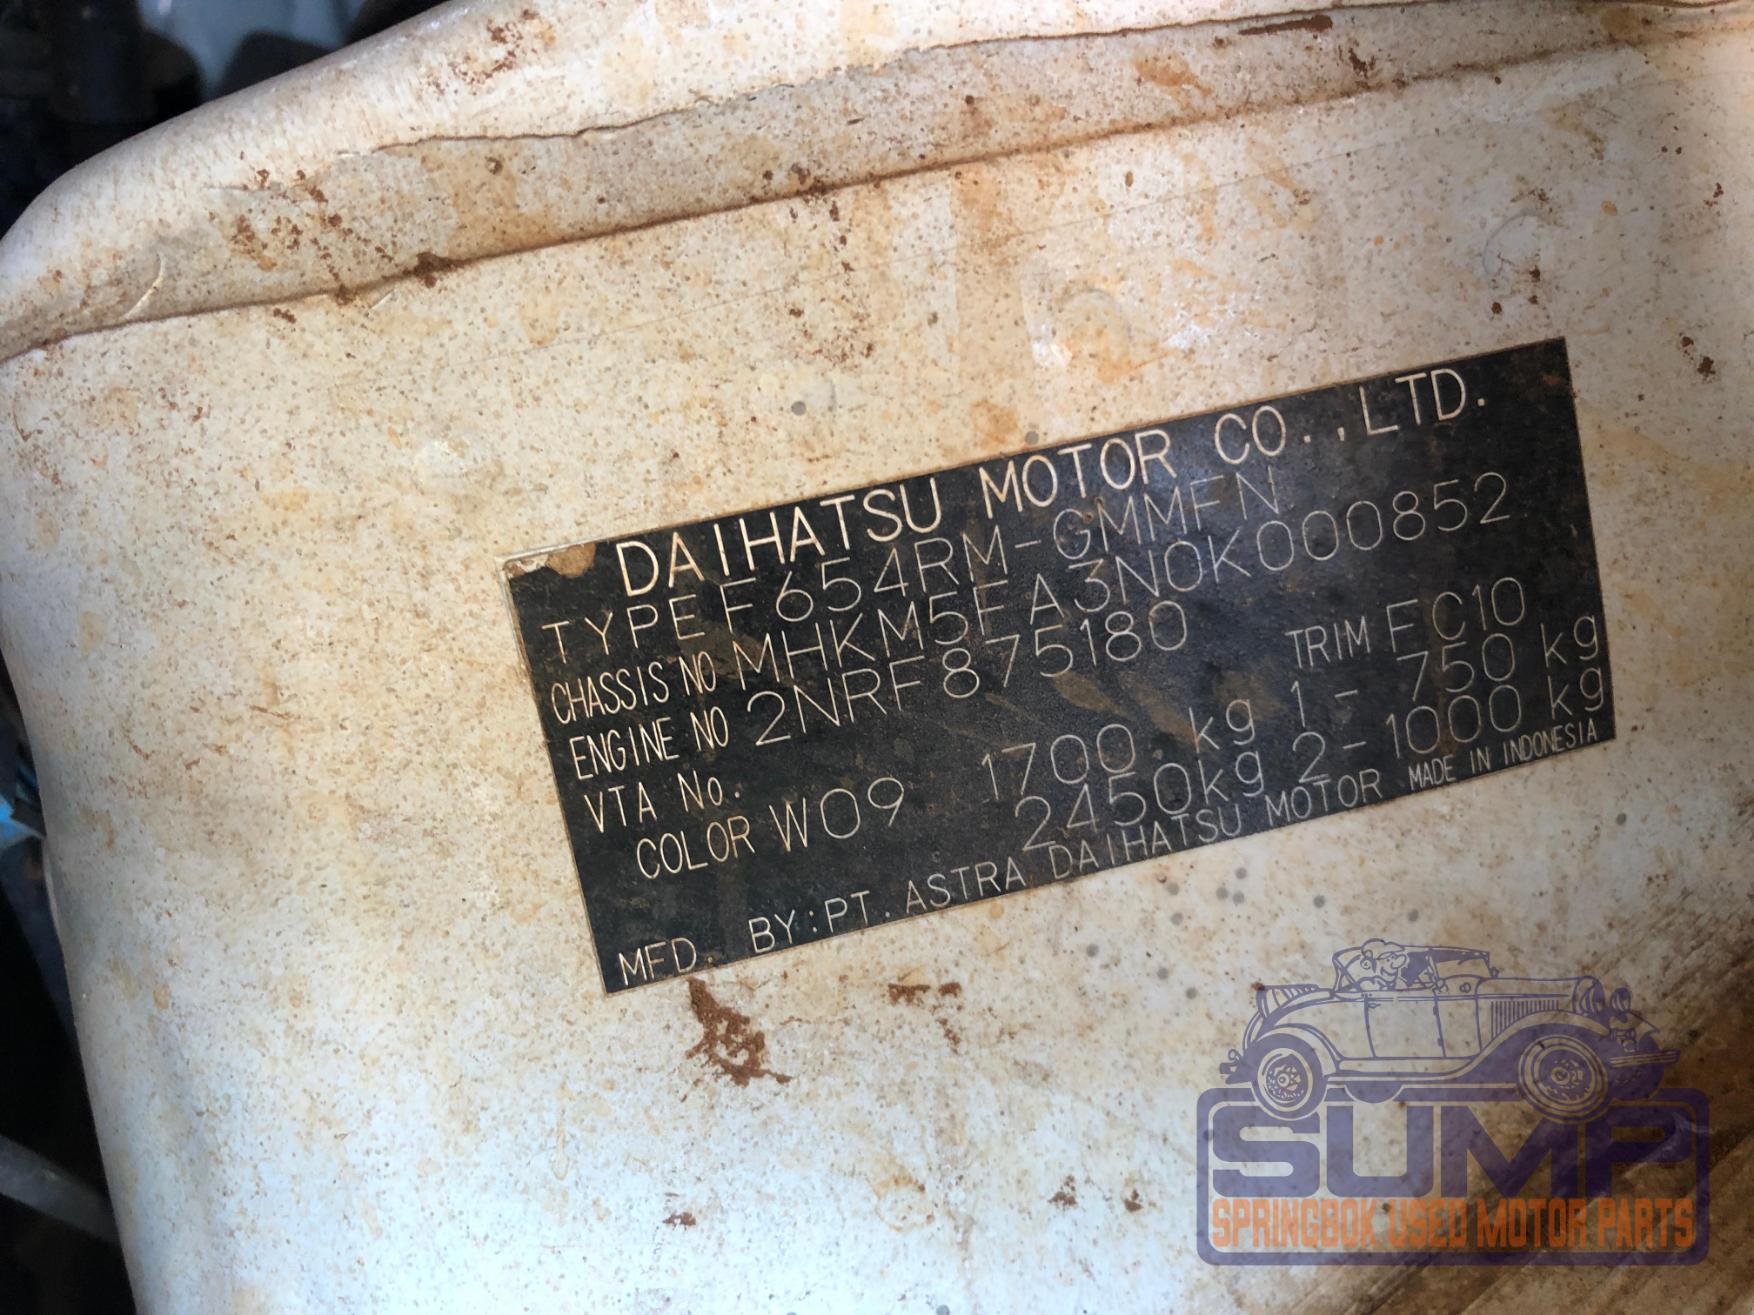 DAIHATSU MOTOR CO.,LTD.
TYPE F654RM-GMMFN
CHASSIS NO MHKM5FA3N0K000852
ENGINE NO 2NRF875180
VTA No. TRIM FC10
COLOR W09 1700 kg 1- 750 kg
2450kg 2-1000 kg
MFD. BY:PT. ASTRA DAIHATSU MOTOR MADE IN INDONESIA
SUMP
SPRINGBOK USED MOTOR PARTS